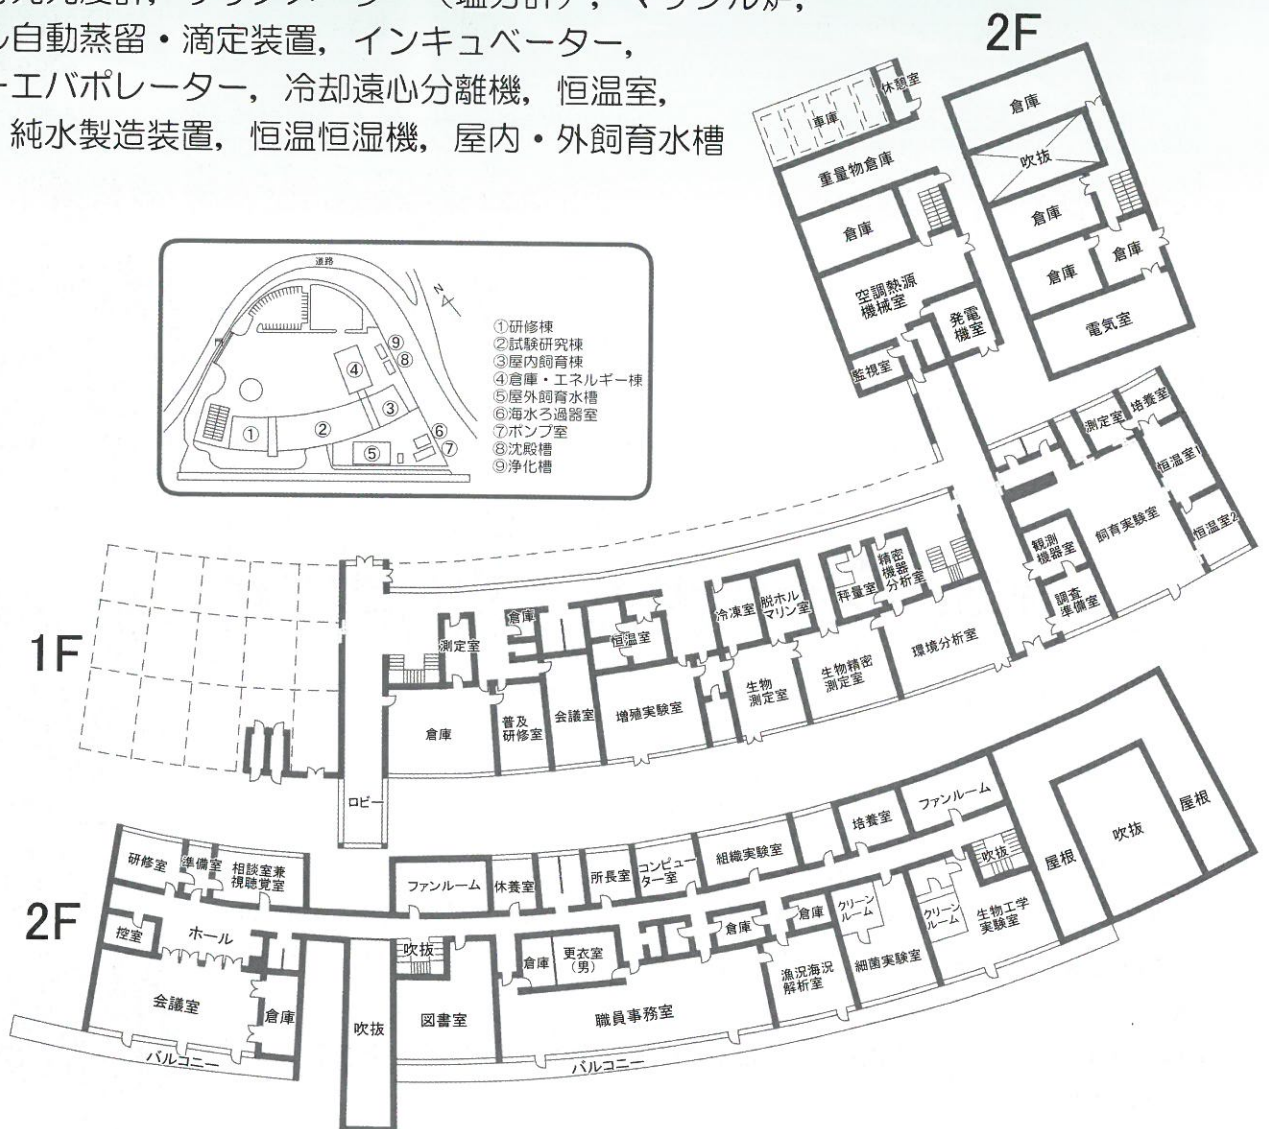 自動蒸留・滴定装置，インキュベーター，
エバポレーター，冷却遠心分離機，恒温室，
純水製造装置，恒温恒湿機，屋内・外飼育水槽
2F
休憩室
車庫
重量物倉庫
倉庫
空調熱源
機械室
発電
機室
監視室
倉庫
吹抜
倉庫
倉庫
倉庫
電気室
道路
N
①
②
③
④
⑤
⑥
⑦
⑧
⑨
①研修棟
②試験研究棟
③屋内飼育棟
④倉庫・エネルギー棟
⑤屋外飼育水槽
⑥海水ろ過器室
⑦ポンプ室
⑧沈殿槽
⑨浄化槽
1F
測定室
培養室
恒温室1
恒温室2
飼育実験室
観測
機器室
調査
準備室
精密
機器
分析室
秤量室
脱ホル
マリン室
冷凍室
恒温室
倉庫
測定室
倉庫
普及
研修室
会議室
増殖実験室
生物
測定室
生物精密
測定室
環境分析室
ロビー
2F
研修室
準備室
相談室兼
視聴覚室
控室
ホール
会議室
倉庫
バルコニー
吹抜
ファンルーム
休養室
所長室
コンピュー
ター室
組織実験室
培養室
ファンルーム
吹抜
図書室
倉庫
更衣室
（男）
職員事務室
倉庫
倉庫
漁況海況
解析室
クリーン
ルーム
細菌実験室
クリーン
ルーム
吹抜
生物工学
実験室
屋根
吹抜
屋根
バルコニー